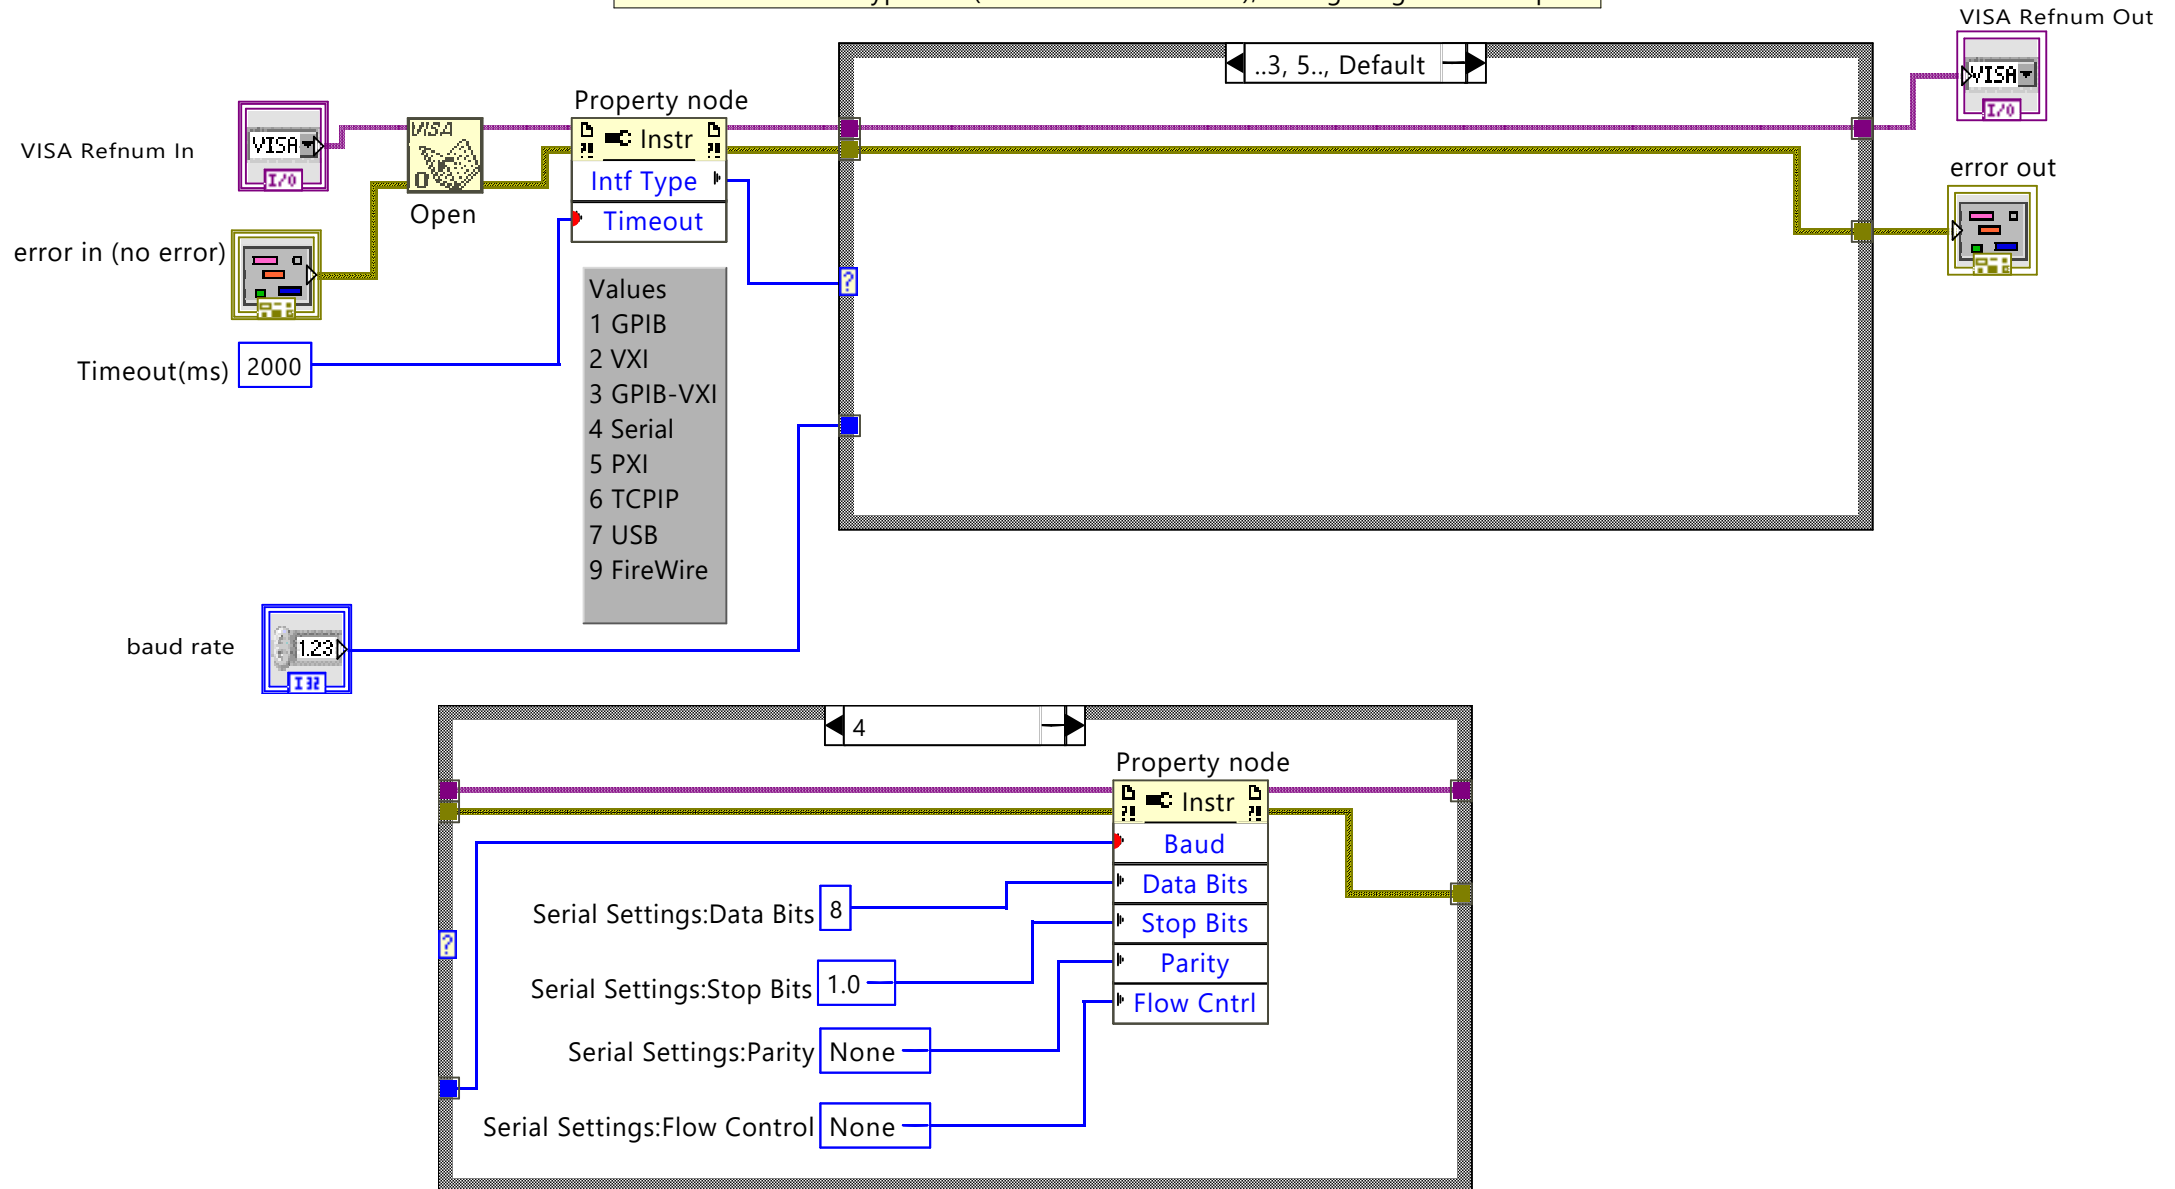 VISA Refnum Out
..3, 5.., Default
VISA
I/O
Property node
VISA
VISA Refnum In
VISA
I/O
Instr
Intf Type
Timeout
Open
error out
error in (no error)
Values
1 GPIB
2 VXI
3 GPIB-VXI
4 Serial
5 PXI
6 TCPIP
7 USB
9 FireWire
?
Timeout(ms) 2000
baud rate
1.23
I32
4
Property node
Instr
Baud
Data Bits
Stop Bits
Parity
Flow Cntrl
Serial Settings:Data Bits 8
?
Serial Settings:Stop Bits 1.0
Serial Settings:Parity None
Serial Settings:Flow Control None